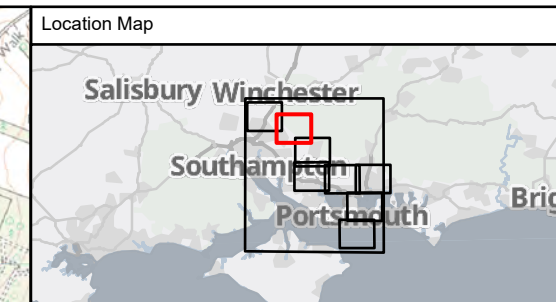 Location Map
Salisbury Winchester
Southampton
Portsmouth
Brig